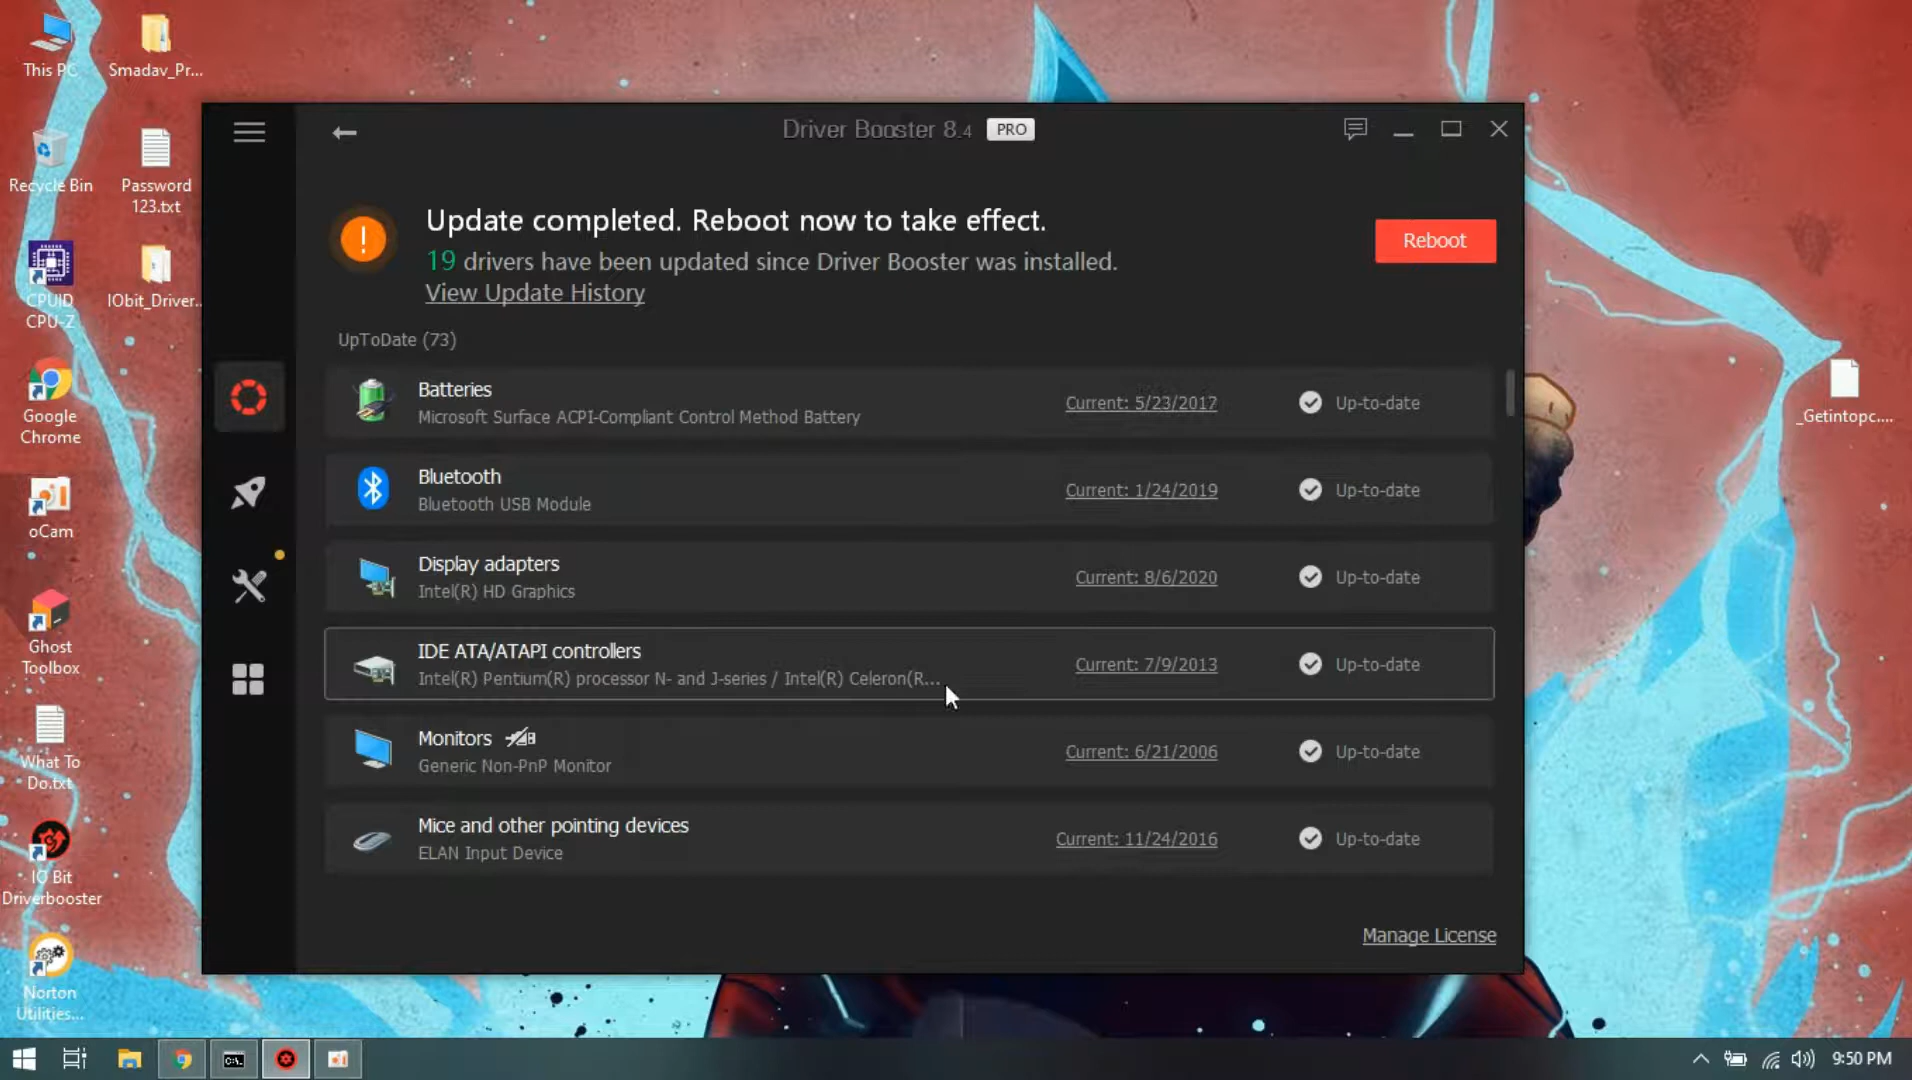 This PC
Smadav_Pr...
Recycle Bin
Password
123.txt
CPUID
CPU-Z
IObit_Driver...
Google
Chrome
oCam
Ghost
Toolbox
What To
Do.txt
IO Bit
Driverbooster
Norton
Utilities...
Driver Booster 8.4 PRO
Update completed. Reboot now to take effect.
19 drivers have been updated since Driver Booster was installed.
View Update History
Reboot
UpToDate (73)
Batteries
Microsoft Surface ACPI-Compliant Control Method Battery
Current: 5/23/2017
Up-to-date
Bluetooth
Bluetooth USB Module
Current: 1/24/2019
Up-to-date
Display adapters
Intel(R) HD Graphics
Current: 8/6/2020
Up-to-date
IDE ATA/ATAPI controllers
Intel(R) Pentium(R) processor N- and J-series / Intel(R) Celeron(R...
Current: 7/9/2013
Up-to-date
Monitors
Generic Non-PnP Monitor
Current: 6/21/2006
Up-to-date
Mice and other pointing devices
ELAN Input Device
Current: 11/24/2016
Up-to-date
Manage License
_Getintopc....
9:50 PM